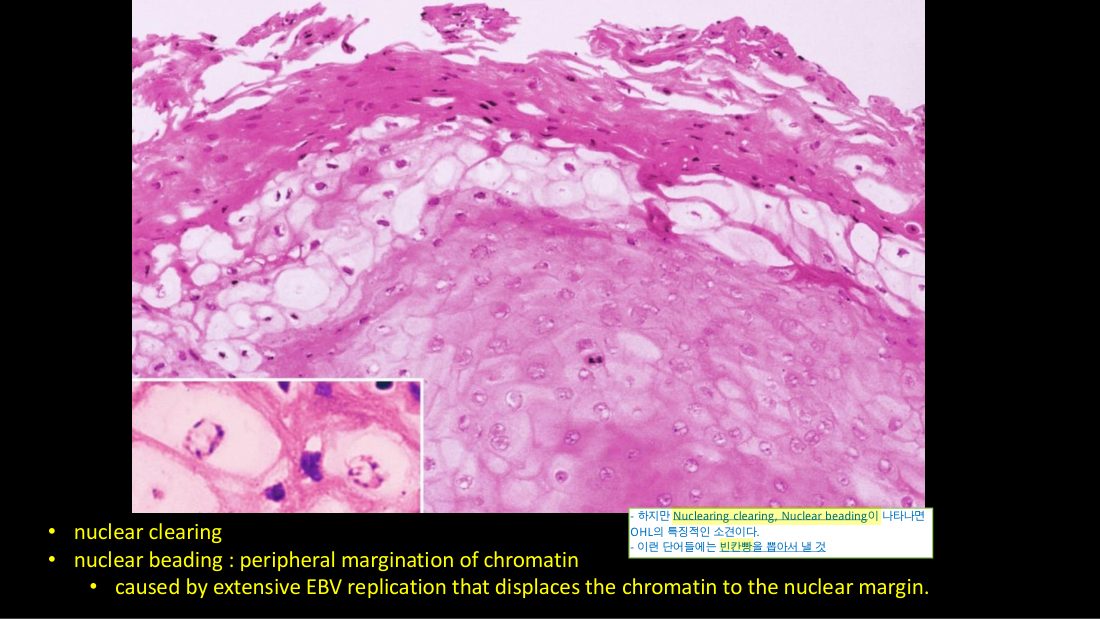 - 하지만 Nuclearing clearing, Nuclear beading이 나타나면
OHL의 특징적인 소견이다.
- 이런 단어들에는 빈칸빵을 뽑아서 낼 것
• nuclear clearing
• nuclear beading : peripheral margination of chromatin
• caused by extensive EBV replication that displaces the chromatin to the nuclear margin.